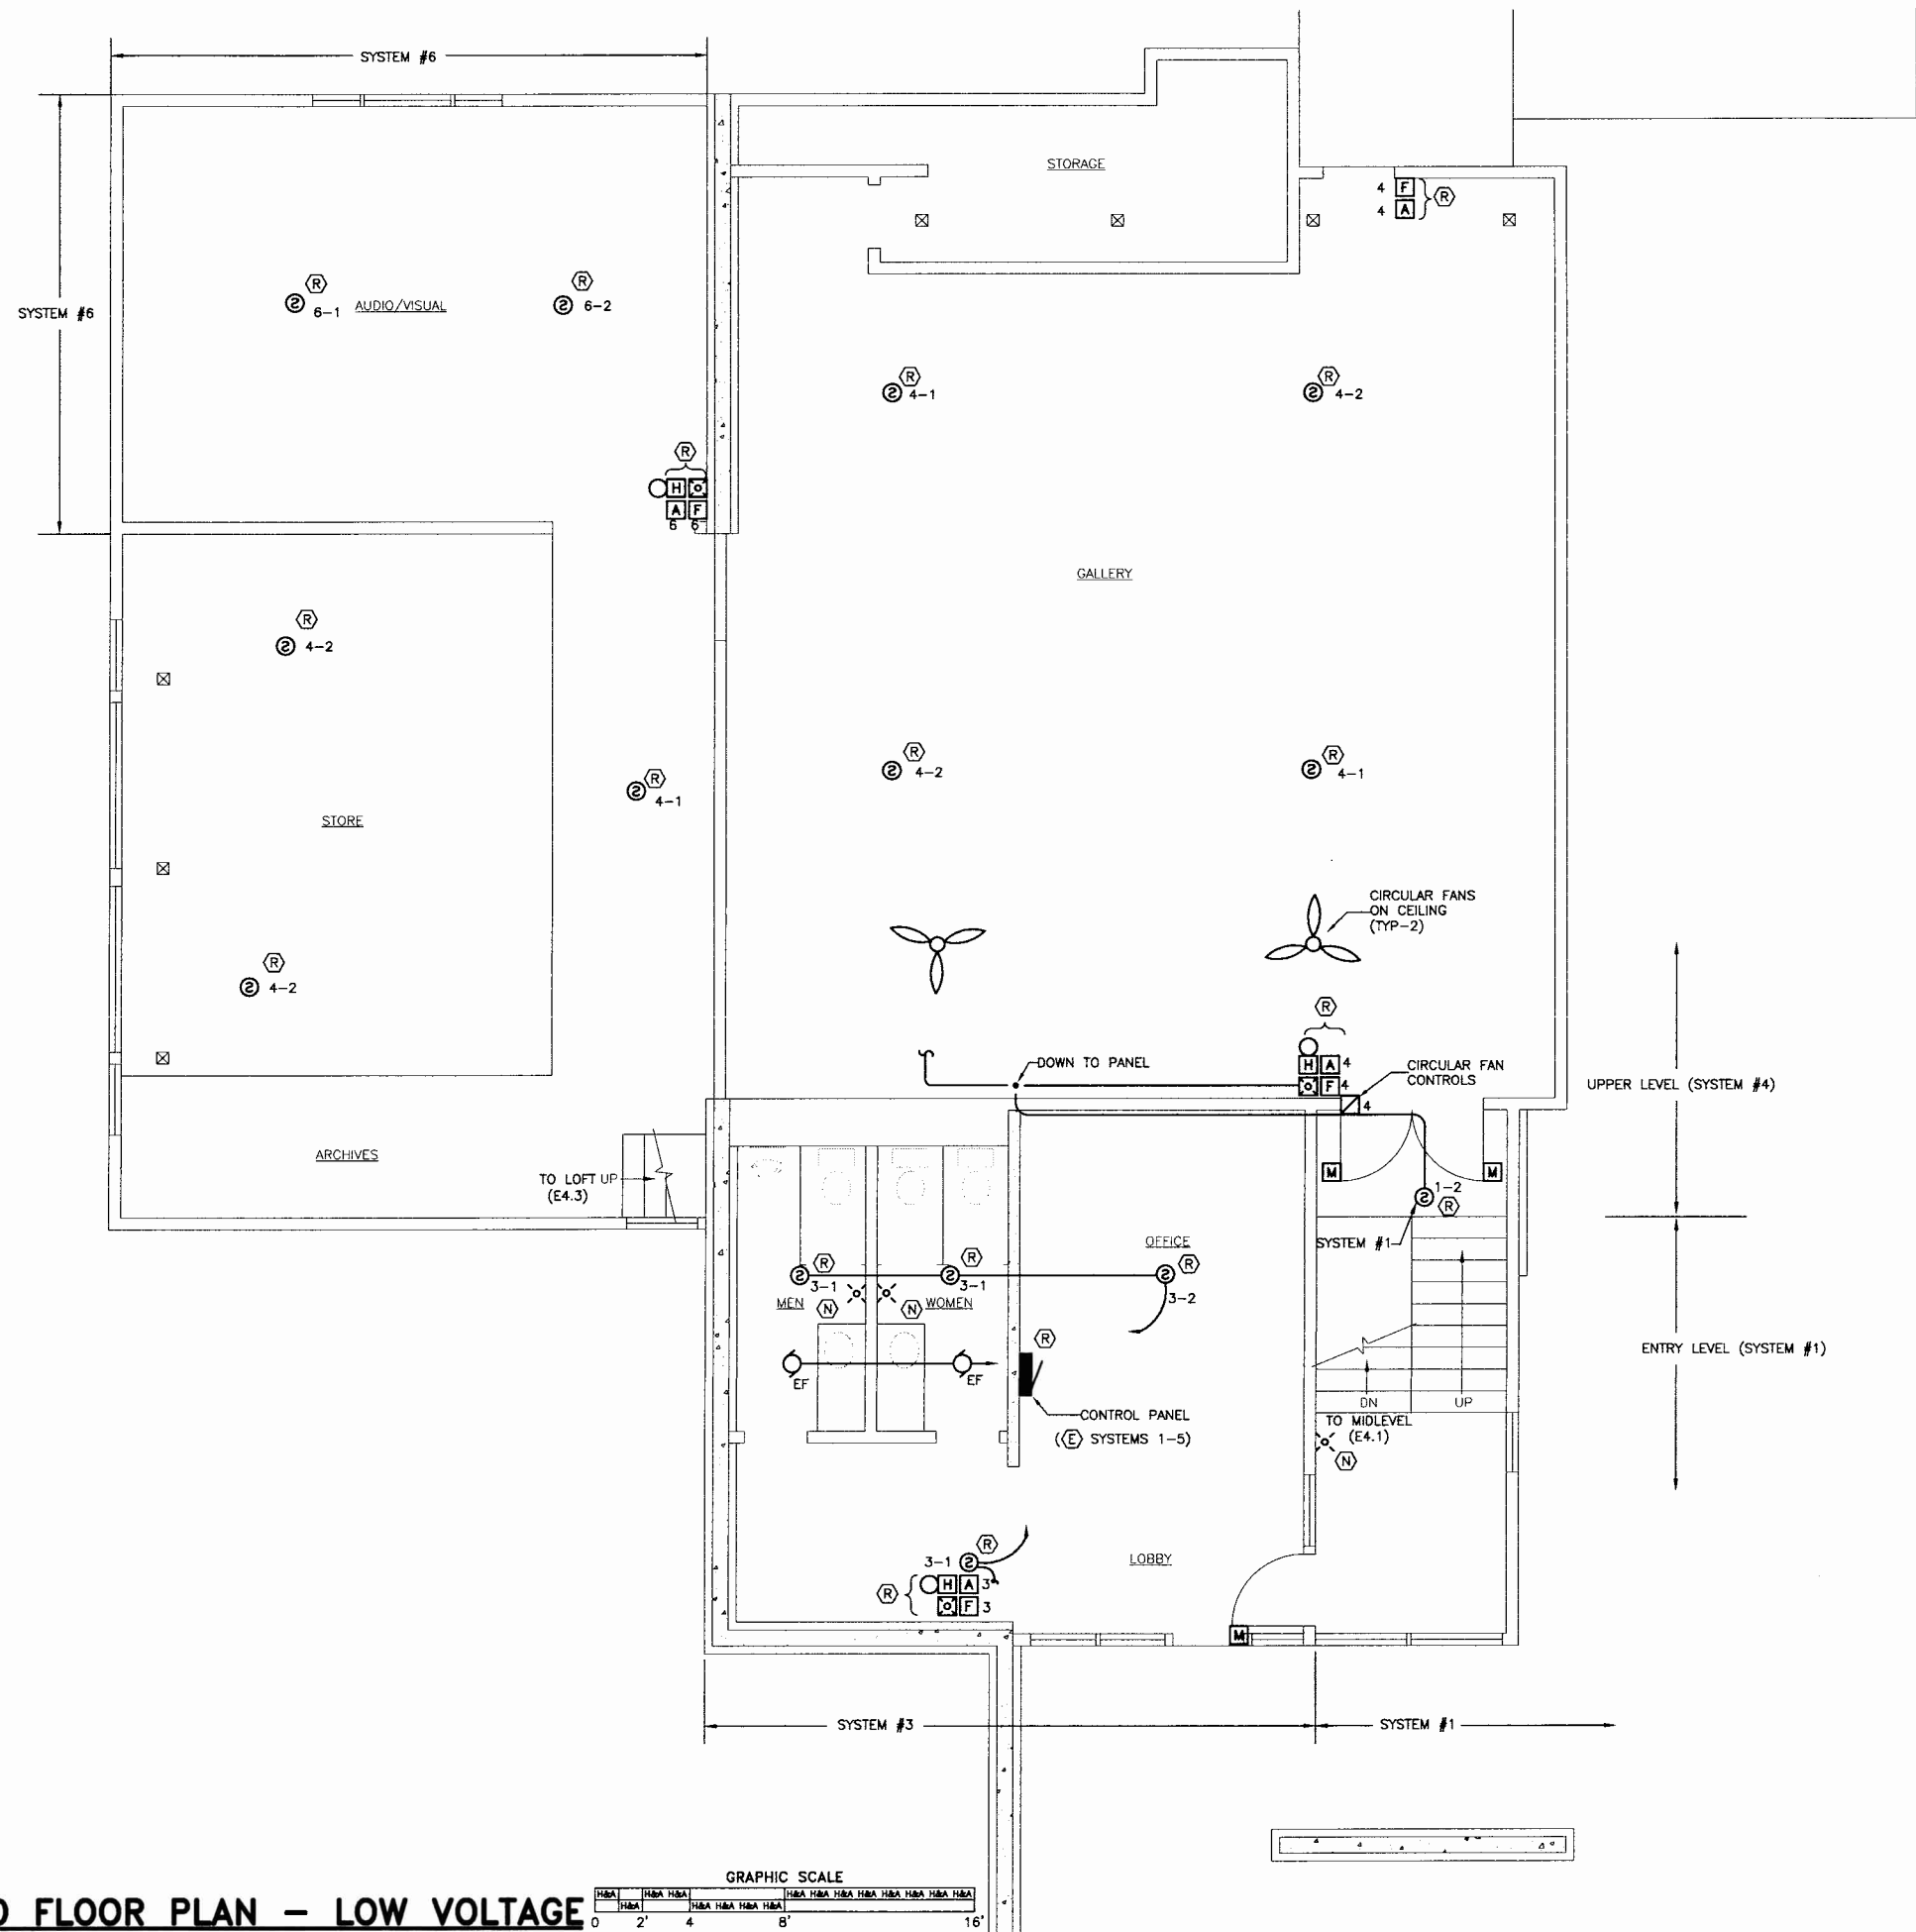 SYSTEM #6
STORAGE
4 F
4 A
R
R
R
SYSTEM #6
6-1
AUDIO/VISUAL
6-2
R
4-1
R
4-2
R
H
A F
6 6
GALLERY
R
4-2
R
4-2
R
4-1
R
4-1
STORE
CIRCULAR FANS
ON CEILING
(TYP-2)
R
4-2
R
DOWN TO PANEL
H A 4
F 4
CIRCULAR FAN
CONTROLS
4
UPPER LEVEL (SYSTEM #4)
ARCHIVES
TO LOFT UP
(E4.3)
M
M
1-2
R
OFFICE
SYSTEM #1
R
3-1
R
3-1
R
3-2
MEN
N
N
WOMEN
R
EF
EF
ENTRY LEVEL (SYSTEM #1)
DN
UP
CONTROL PANEL
(E SYSTEMS 1-5)
TO MIDLEVEL
(E4.1)
N
R
3-1
LOBBY
R
H A 3
F 3
M
SYSTEM #3
SYSTEM #1
GRAPHIC SCALE
H&A H&A H&A H&A H&A H&A H&A H&A H&A H&A H&A
H&A H&A H&A H&A H&A
0 2' 4 8' 16'
FLOOR PLAN - LOW VOLTAGE